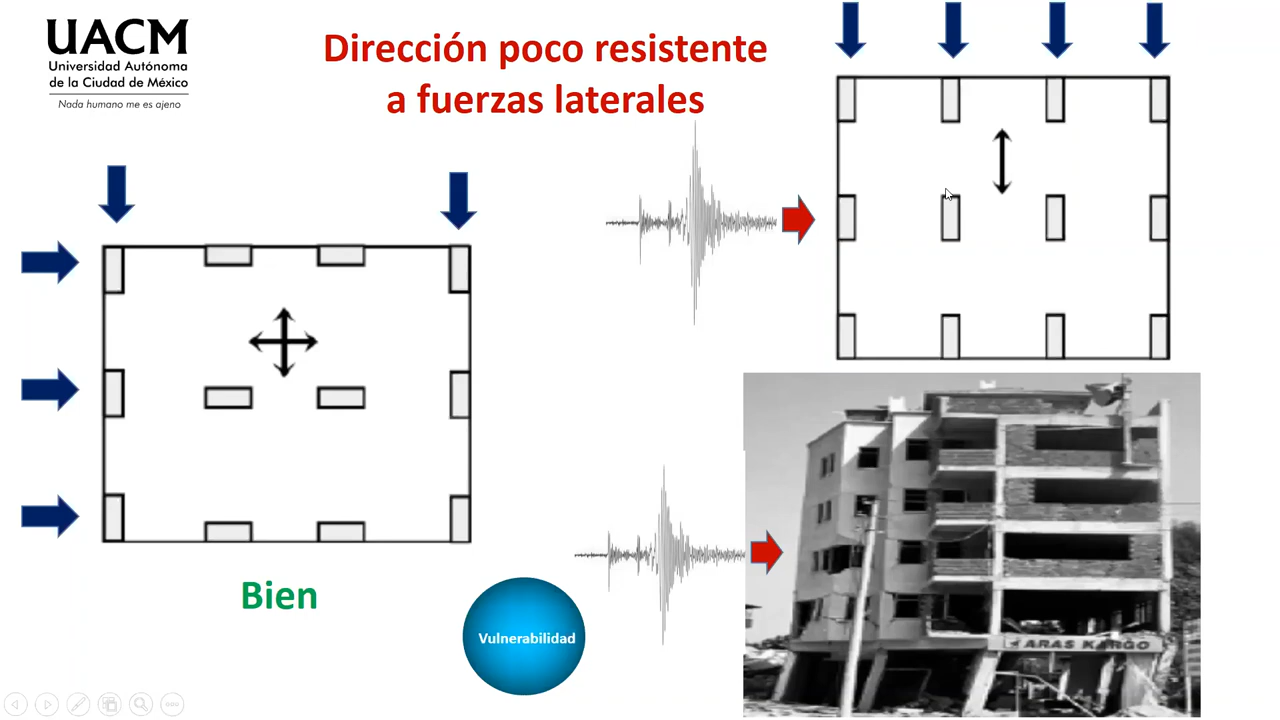 UACM
Universidad Autónoma
de la Ciudad de México
Nada humano me es ajeno
Dirección poco resistente
a fuerzas laterales
Bien
Vulnerabilidad
ARAS KARGO